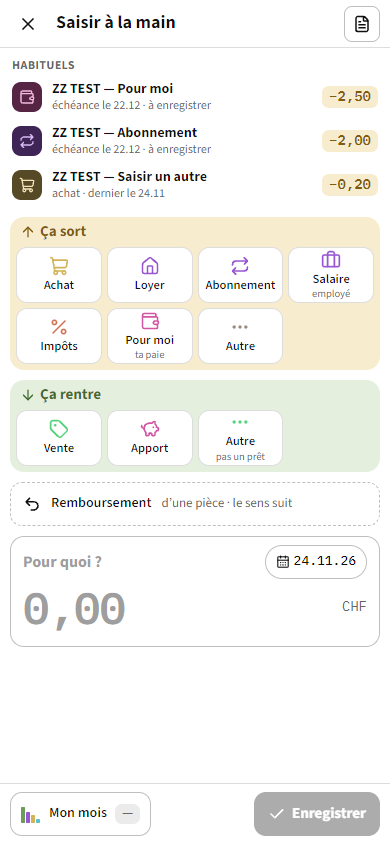 Saisir à la main
HABITUELS
ZZ TEST — Pour moi
échéance le 22.12 · à enregistrer
−2,50
ZZ TEST — Abonnement
échéance le 22.12 · à enregistrer
−2,00
ZZ TEST — Saisir un autre
achat · dernier le 24.11
−0,20
Ça sort
Achat
Loyer
Abonnement
Salaire
employé
Impôts
Pour moi
ta paie
Autre
Ça rentre
Vente
Apport
Autre
pas un prêt
Remboursement d’une pièce · le sens suit
Pour quoi ?
24.11.26
0,00
CHF
Mon mois —
Enregistrer